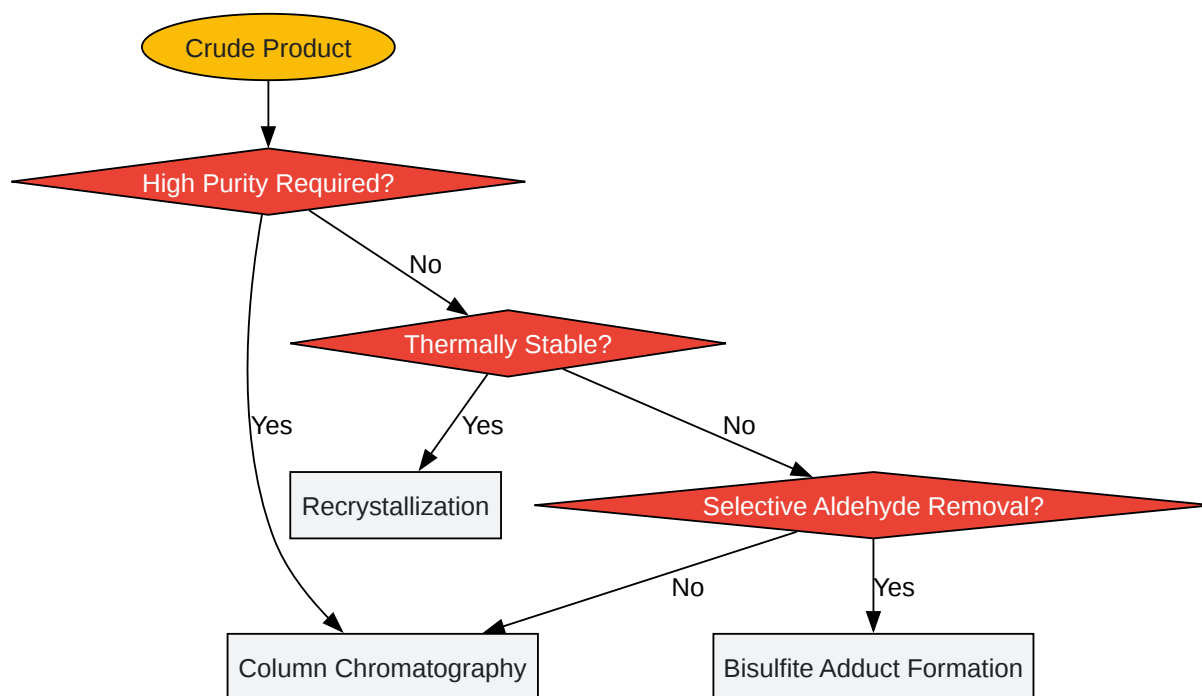 Crude Product
High Purity Required?
No
Thermally Stable?
Yes
Yes
No
Recrystallization
Selective Aldehyde Removal?
No
Yes
Column Chromatography
Bisulfite Adduct Formation